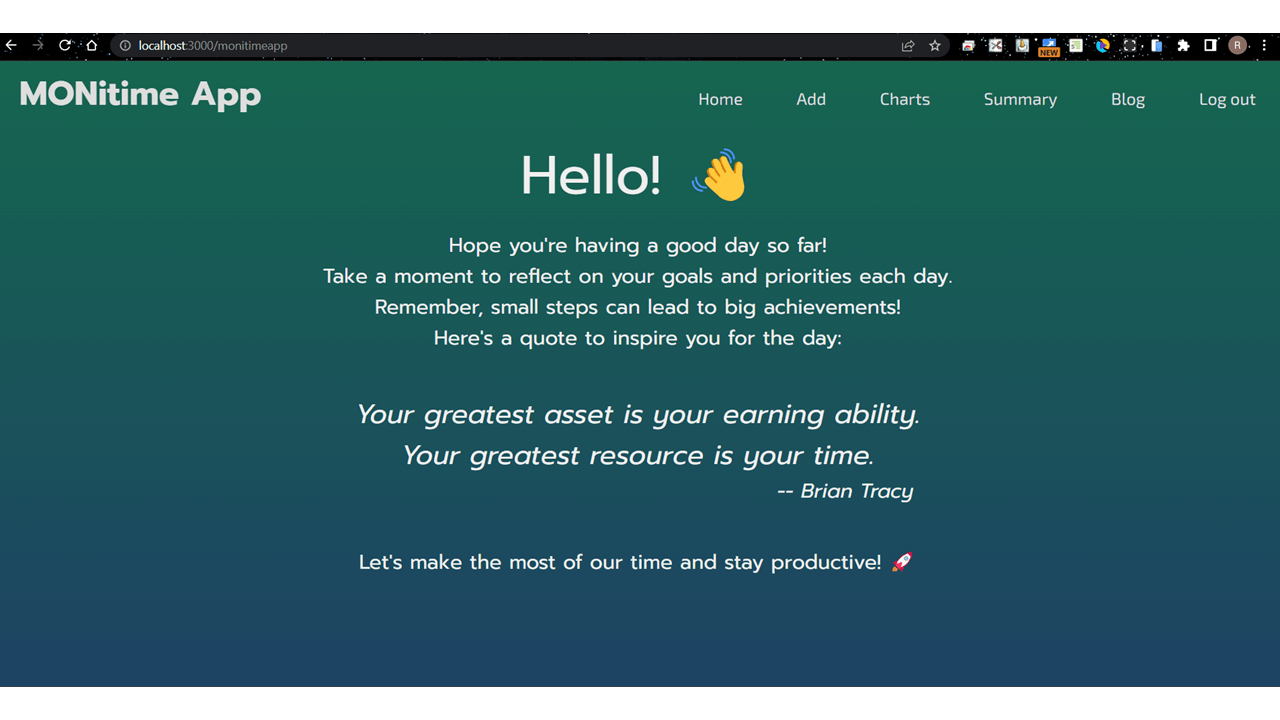 localhost:3000/monitimeapp
NEW
R
MONitime App
Home Add Charts Summary Blog Log out
Hello! 👋
Hope you're having a good day so far!
Take a moment to reflect on your goals and priorities each day.
Remember, small steps can lead to big achievements!
Here's a quote to inspire you for the day:
Your greatest asset is your earning ability.
Your greatest resource is your time.
-- Brian Tracy
Let's make the most of our time and stay productive! 🚀